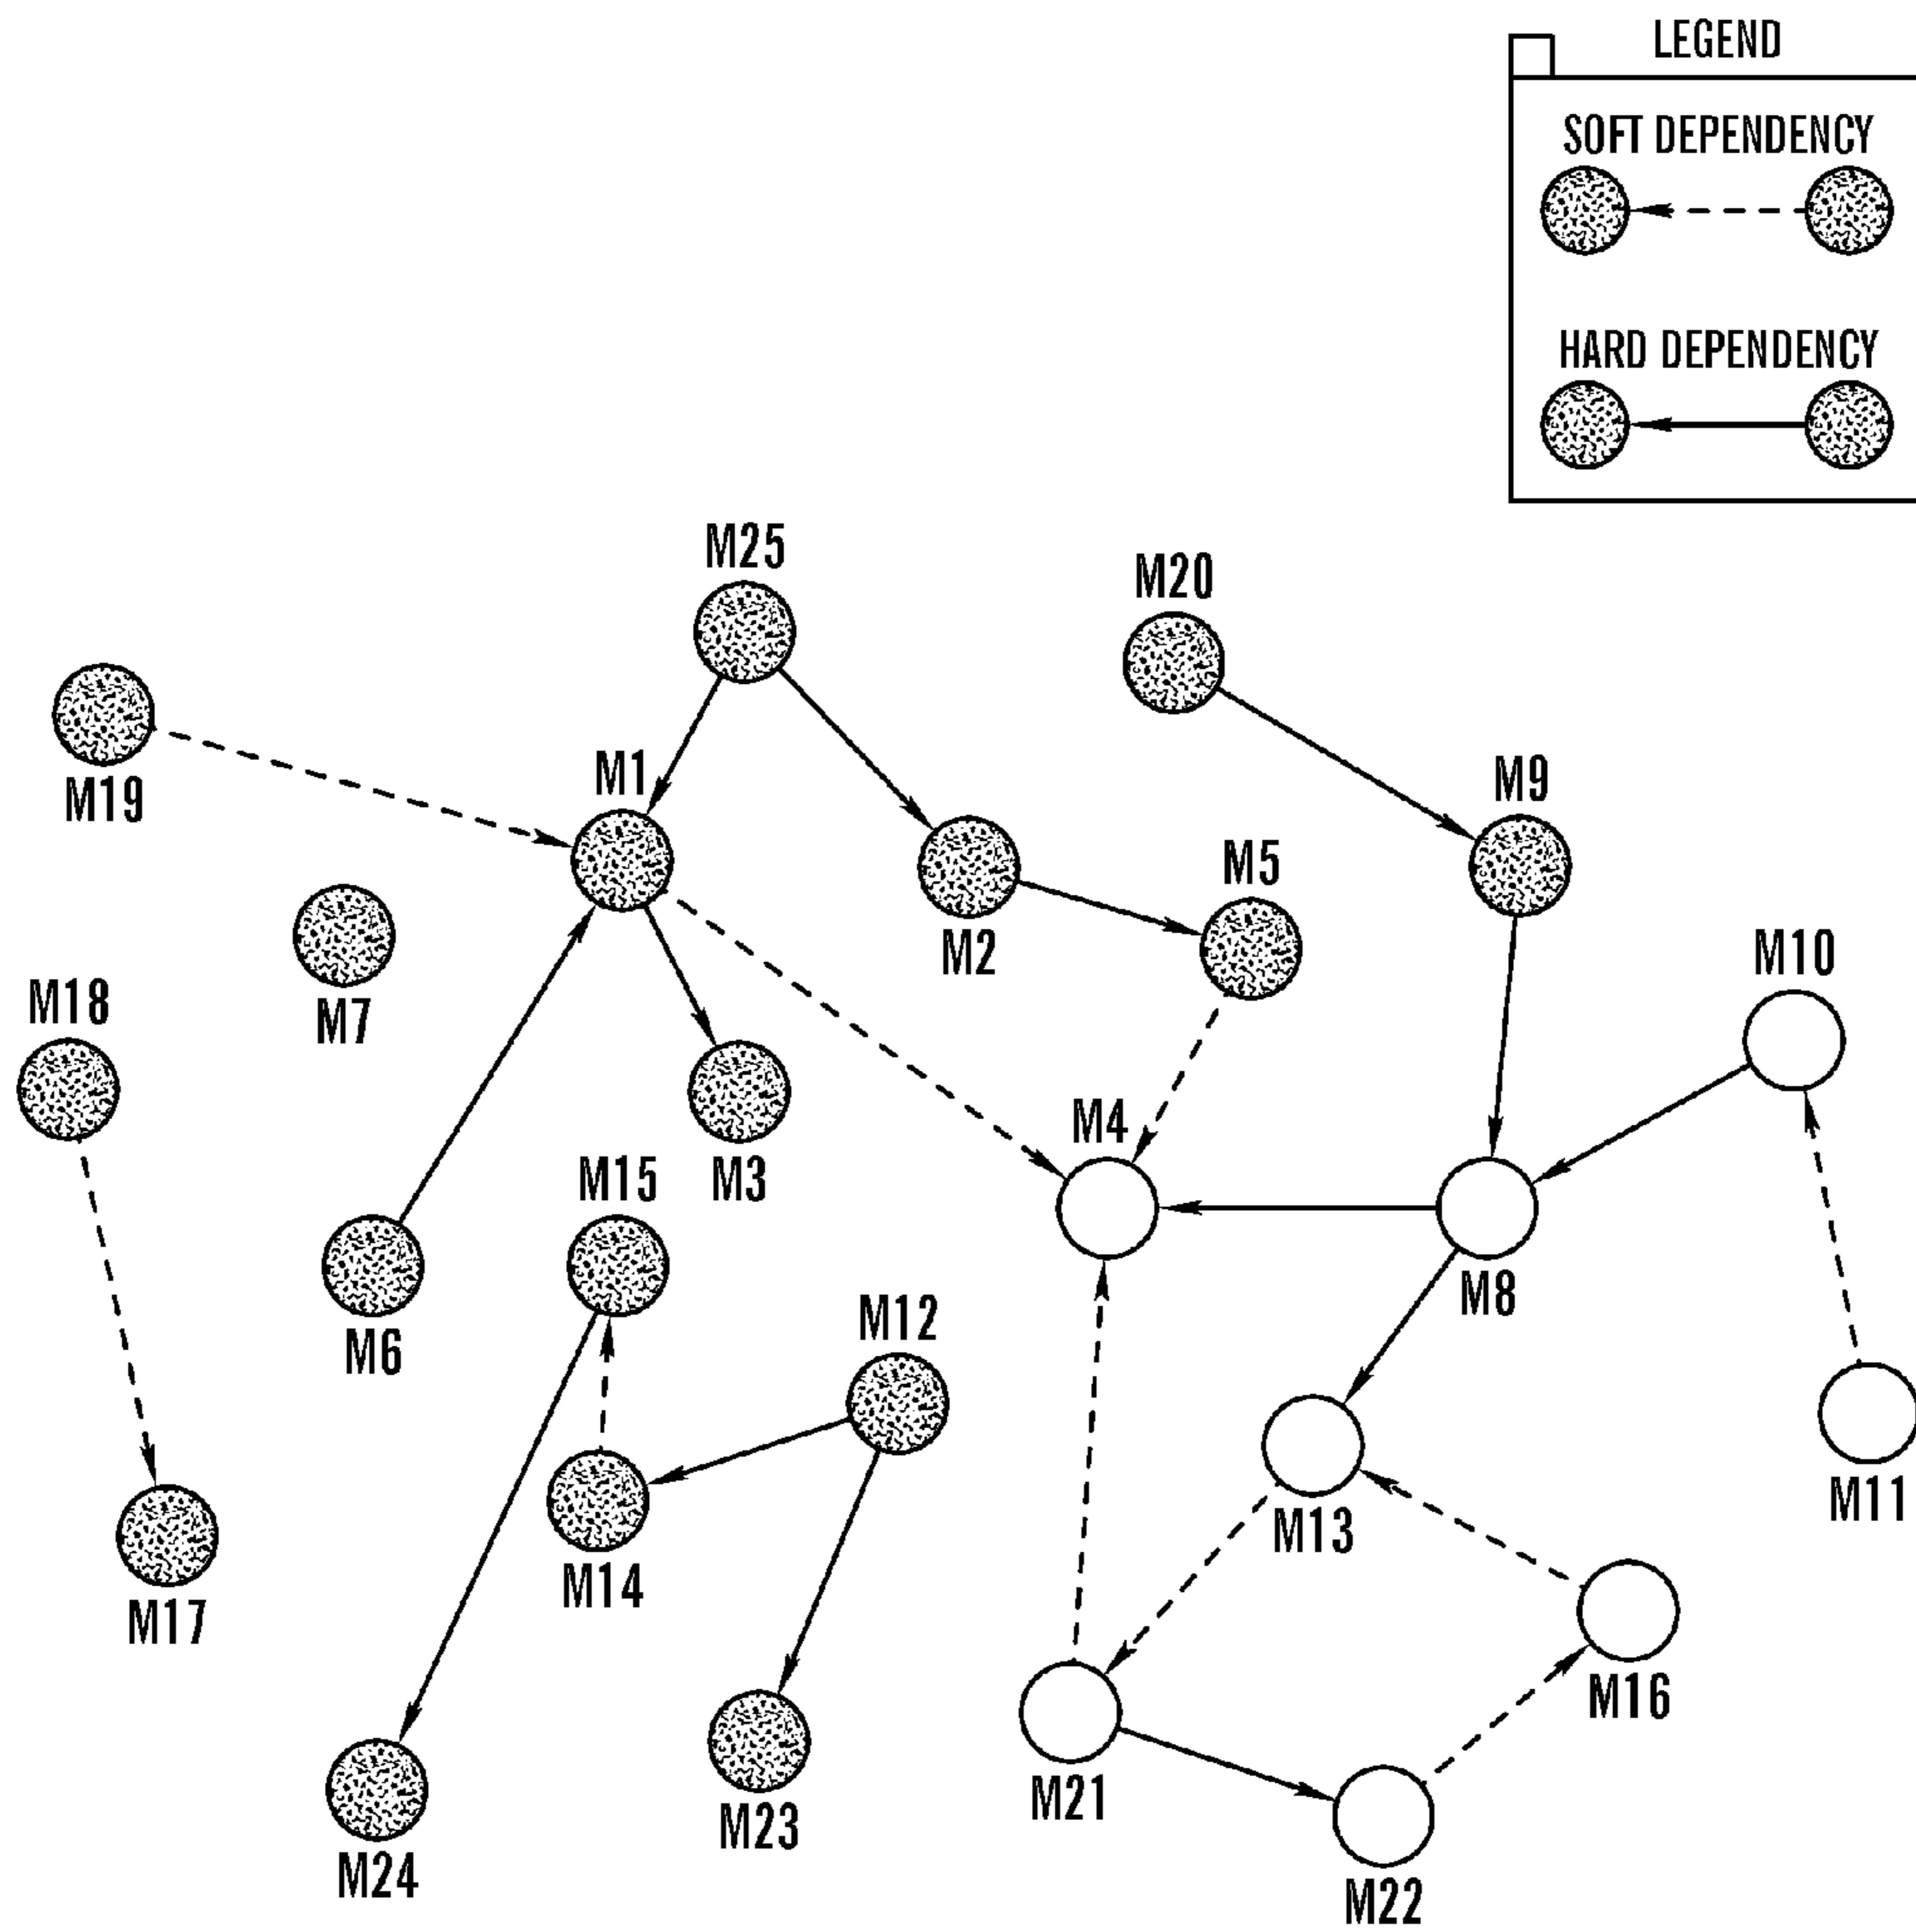 LEGEND
SOFT DEPENDENCY
HARD DEPENDENCY
M25
M20
M19
M1
M9
M5
M2
M10
M7
M18
M4
M15
M3
M8
M12
M6
M11
M13
M14
M17
M16
M21
M23
M24
M22